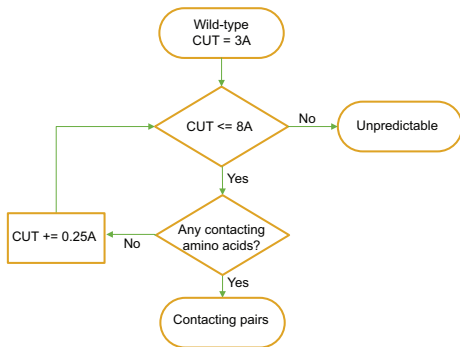 Wild-type
CUT = 3A
CUT <= 8A
No
Unpredictable
Yes
CUT += 0.25A
No
Any contacting
amino acids?
Yes
Contacting pairs